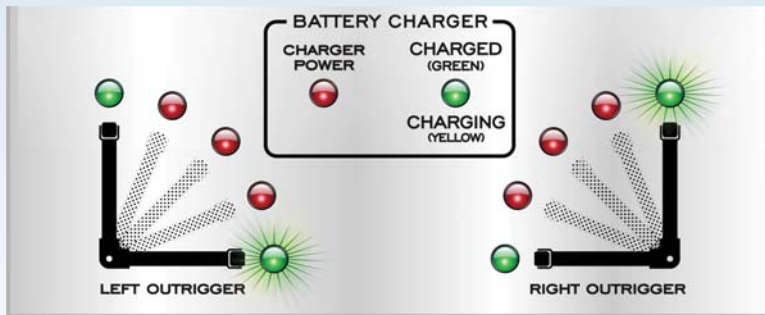 BATTERY CHARGER
CHARGER
POWER
CHARGED
(GREEN)
CHARGING
(YELLOW)
LEFT OUTRIGGER
RIGHT OUTRIGGER